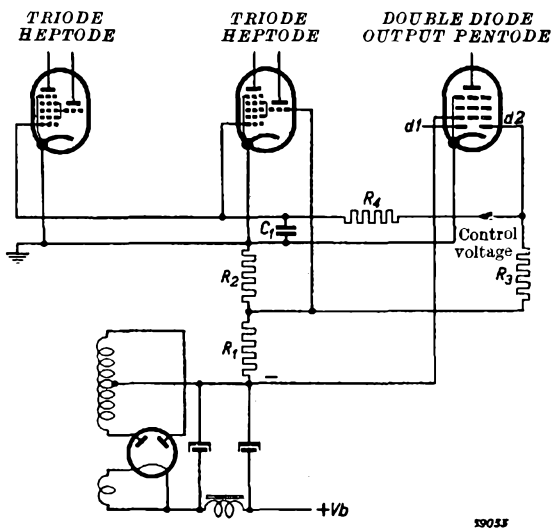 TRIODE
HEPTODE
TRIODE
HEPTODE
DOUBLE DIODE
OUTPUT PENTODE
d1
d2
R4
C1
Control
voltage
R2
R3
R1
−
+Vb
39033